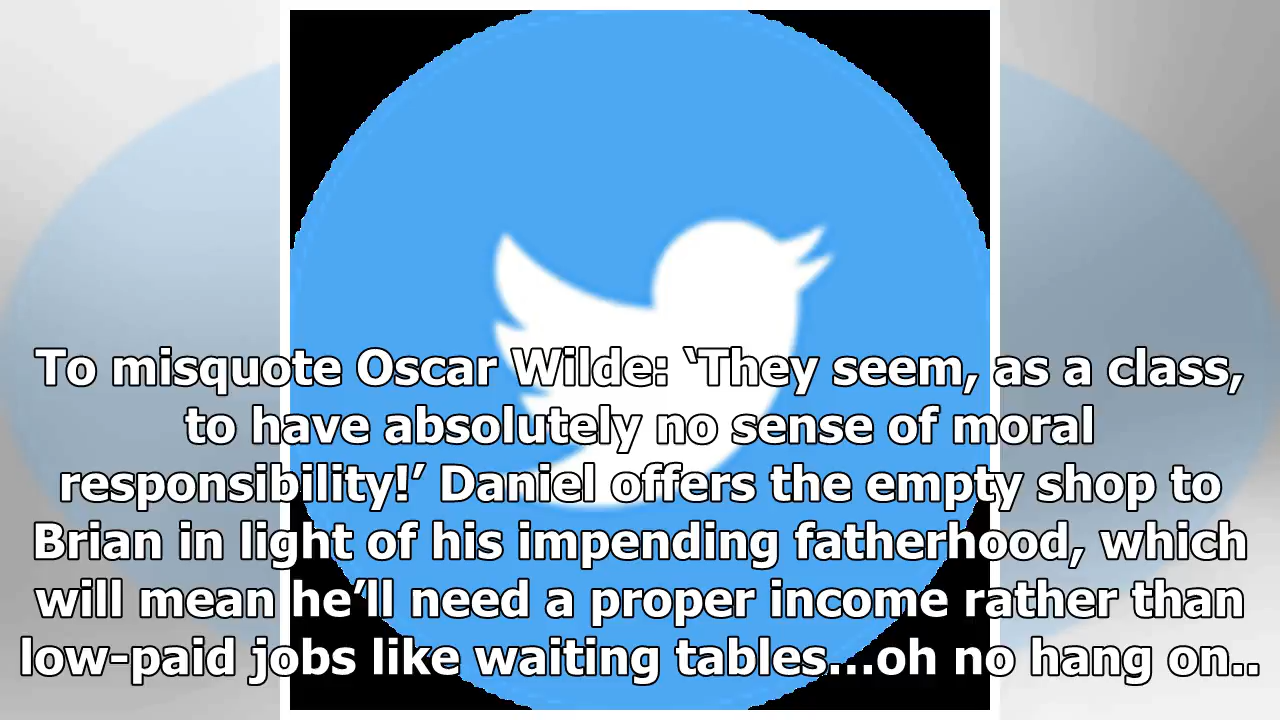 To misquote Oscar Wilde: ‘They seem, as a class,
to have absolutely no sense of moral
responsibility!’ Daniel offers the empty shop to
Brian in light of his impending fatherhood, which
will mean he’ll need a proper income rather than
low-paid jobs like waiting tables...oh no hang on..